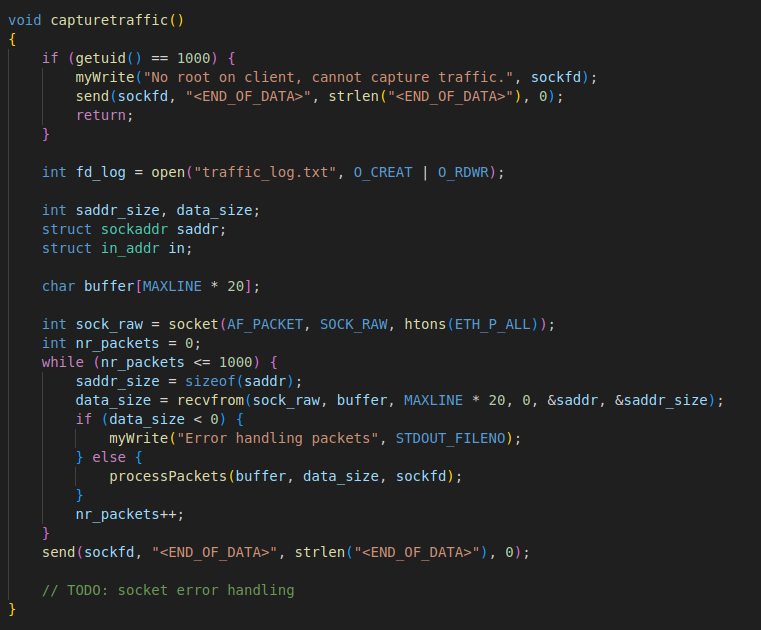 void capturetraffic()
{
    if (getuid() == 1000) {
        myWrite("No root on client, cannot capture traffic.", sockfd);
        send(sockfd, "<END_OF_DATA>", strlen("<END_OF_DATA>"), 0);
        return;
    }

    int fd_log = open("traffic_log.txt", O_CREAT | O_RDWR);

    int saddr_size, data_size;
    struct sockaddr saddr;
    struct in_addr in;

    char buffer[MAXLINE * 20];

    int sock_raw = socket(AF_PACKET, SOCK_RAW, htons(ETH_P_ALL));
    int nr_packets = 0;
    while (nr_packets <= 1000) {
        saddr_size = sizeof(saddr);
        data_size = recvfrom(sock_raw, buffer, MAXLINE * 20, 0, &saddr, &saddr_size);
        if (data_size < 0) {
            myWrite("Error handling packets", STDOUT_FILENO);
        } else {
            processPackets(buffer, data_size, sockfd);
        }
        nr_packets++;
    }
    send(sockfd, "<END_OF_DATA>", strlen("<END_OF_DATA>"), 0);

    // TODO: socket error handling
}